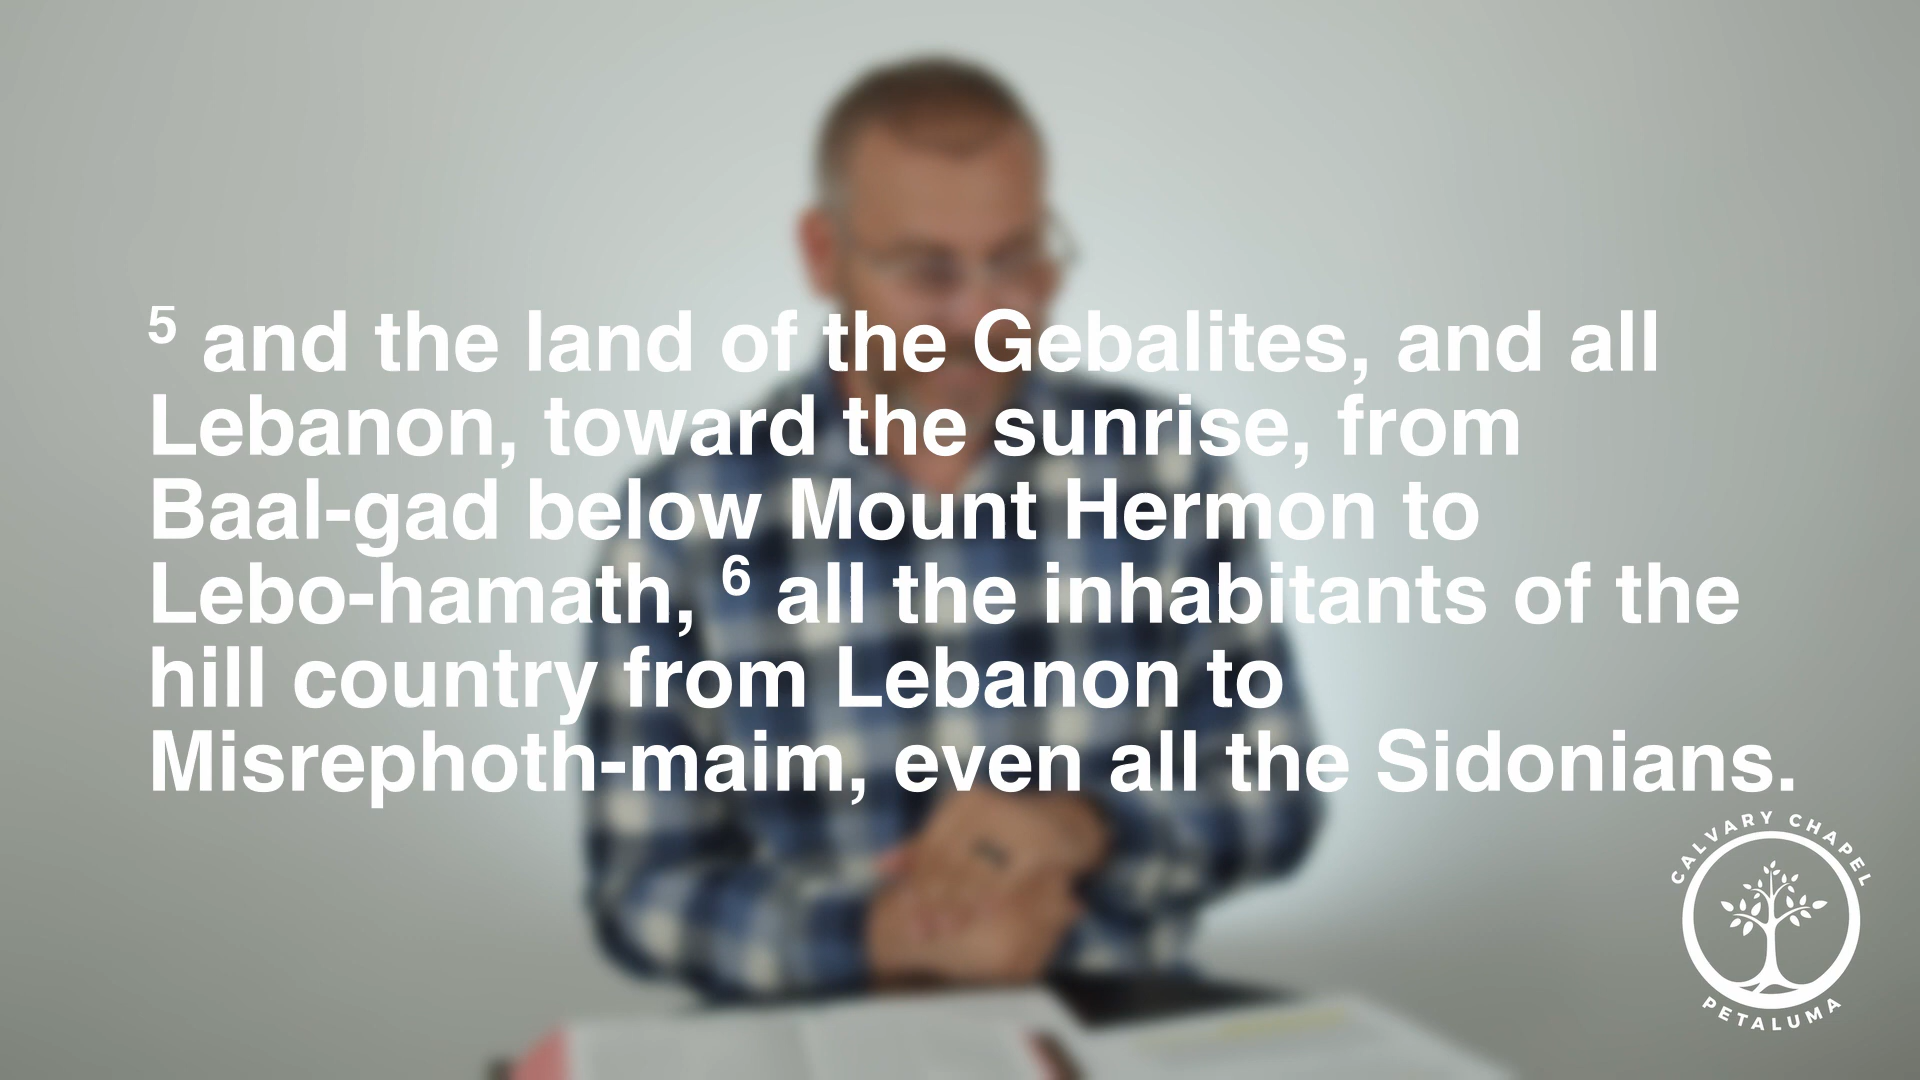 ⁵ and the land of the Gebalites, and all
Lebanon, toward the sunrise, from
Baal-gad below Mount Hermon to
Lebo-hamath, ⁶ all the inhabitants of the
hill country from Lebanon to
Misrephoth-maim, even all the Sidonians.
CALVARY CHAPEL
PETALUMA